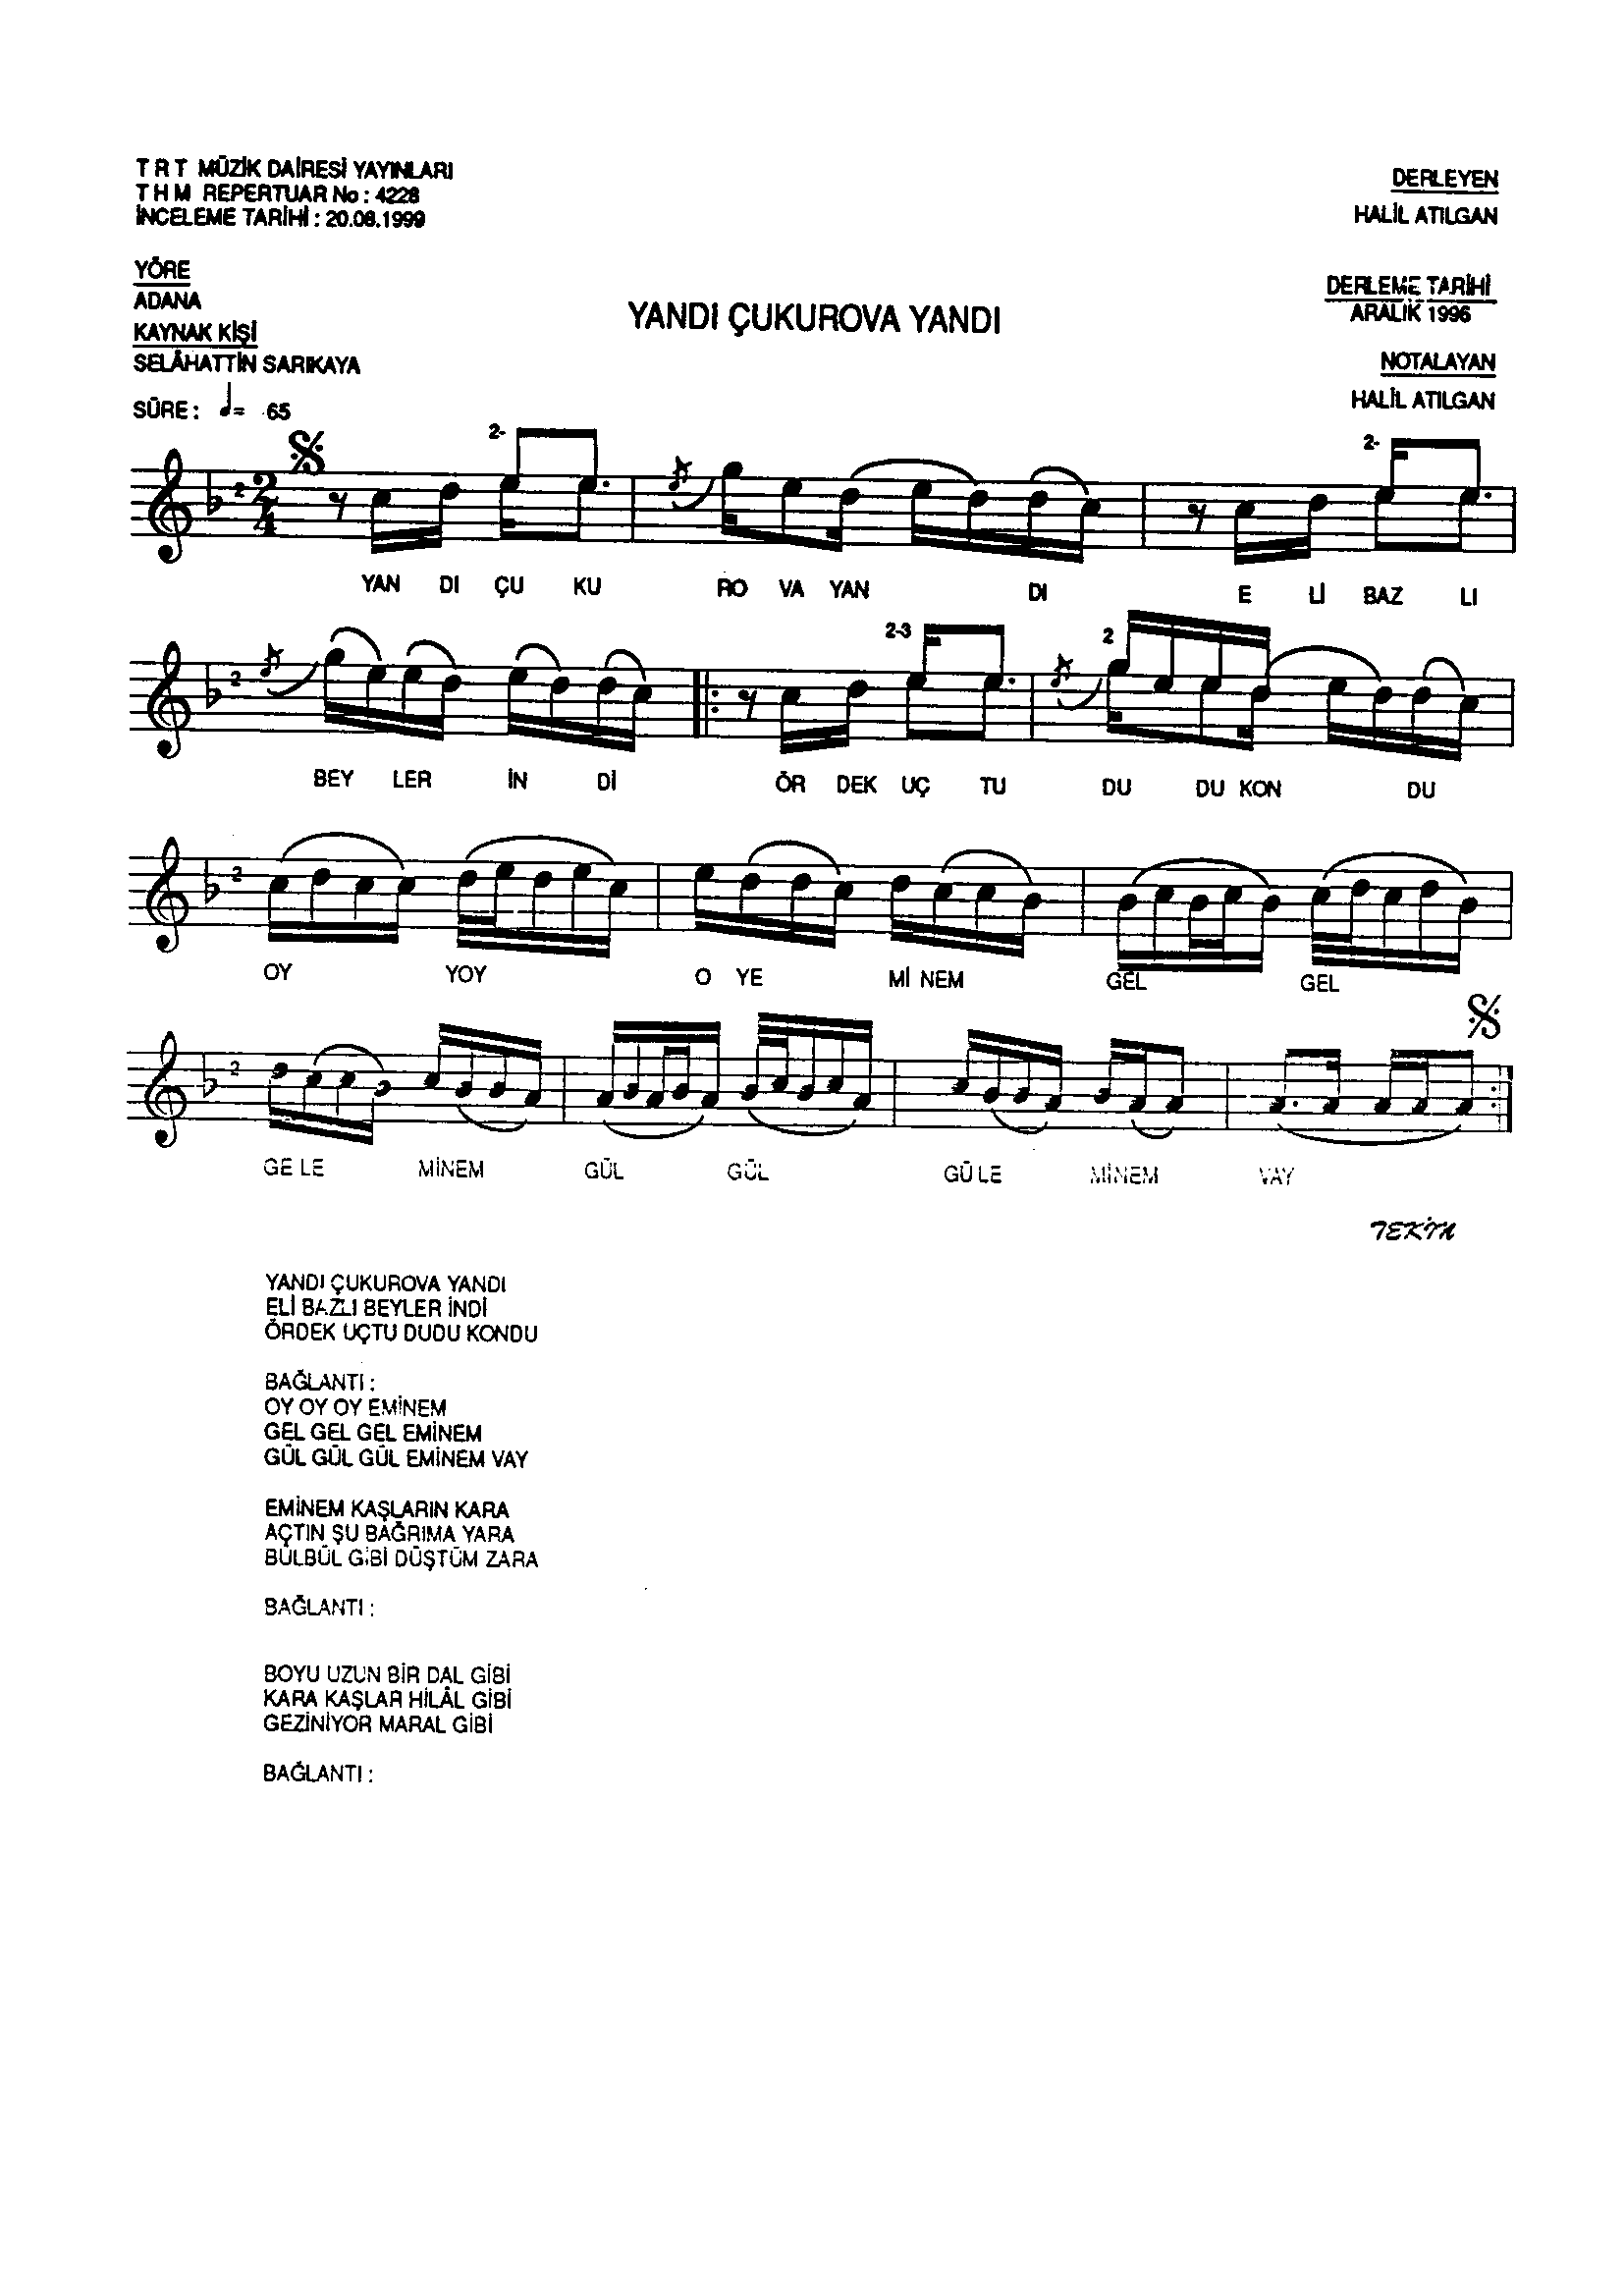 T R T MÜZİK DAİRESİ YAYINLARI
T H M REPERTUAR No : 4228
İNCELEME TARİHİ : 20.08.1999
DERLEYEN
HALİL ATILGAN
YÖRE
ADANA
KAYNAK KİŞİ
SELÂHATTİN SARIKAYA
SÜRE : = 65
YANDI ÇUKUROVA YANDI
DERLEME TARİHİ
ARALIK 1996
NOTALAYAN
HALİL ATILGAN
2- 2-
2 2/4
YAN DI ÇU KU RO VA YAN DI E Lİ BAZ LI
2-3 2
2
BEY LER İN Dİ ÖR DEK UÇ TU DU DU KON DU
2
OY YOY O YE Mİ NEM GEL GEL
2
GE LE MİNEM GÜL GÜL GÜ LE MİNEM VAY
TEKİN
YANDI ÇUKUROVA YANDI
ELİ BAZLI BEYLER İNDİ
ÖRDEK UÇTU DUDU KONDU
BAĞLANTI :
OY OY OY EMİNEM
GEL GEL GEL EMİNEM
GÜL GÜL GÜL EMİNEM VAY
EMİNEM KAŞLARIN KARA
AÇTIN ŞU BAĞRIMA YARA
BÜLBÜL GİBİ DÜŞTÜM ZARA
BAĞLANTI :
BOYU UZUN BİR DAL GİBİ
KARA KAŞLAR HİLÂL GİBİ
GEZİNİYOR MARAL GİBİ
BAĞLANTI :